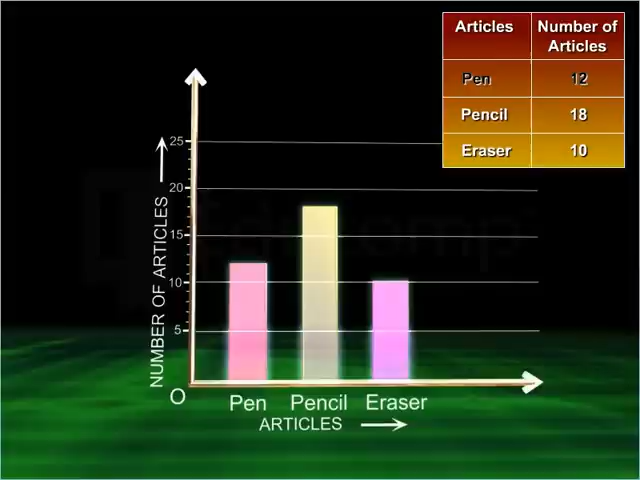 Articles Number of Articles
Pen 12
Pencil 18
Eraser 10
NUMBER OF ARTICLES
25
20
15
10
5
O
Pen Pencil Eraser
ARTICLES